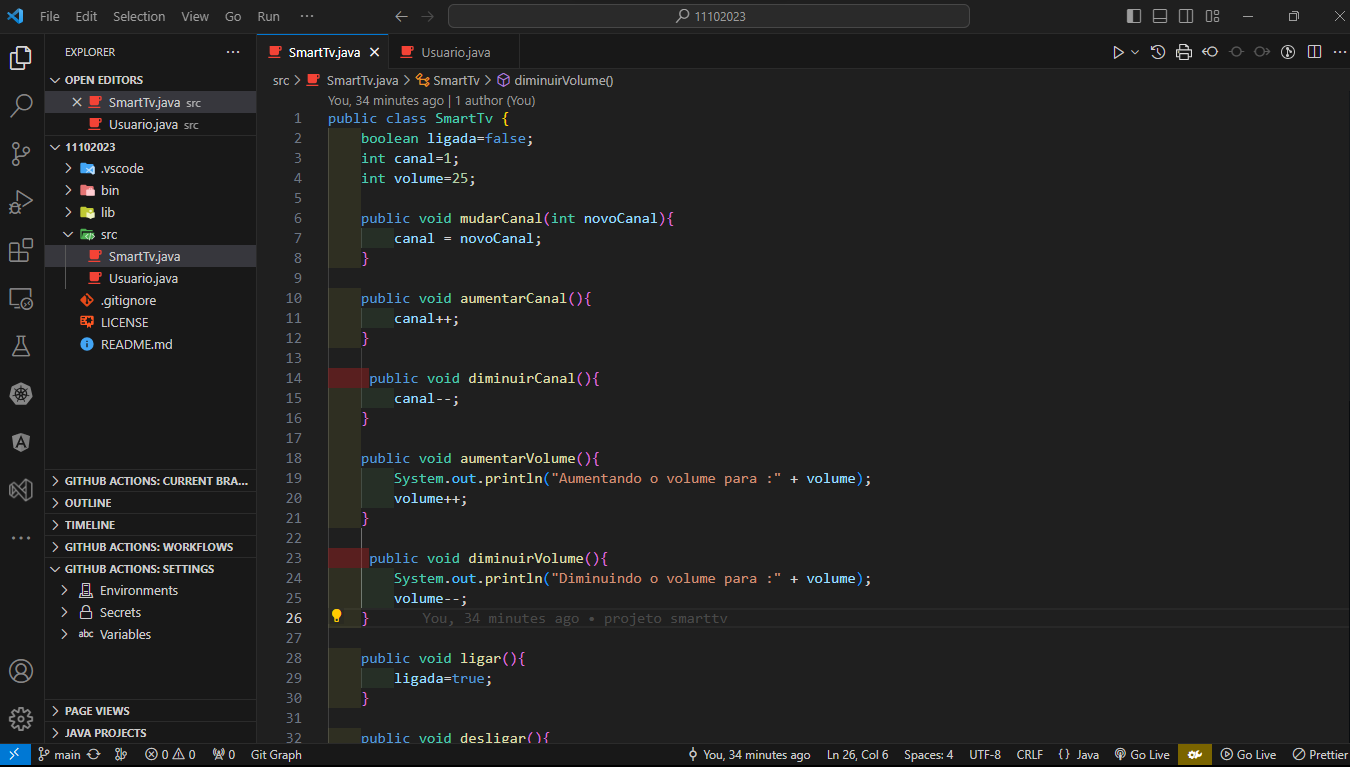 File Edit Selection View Go Run ··· 11102023
EXPLORER ···
OPEN EDITORS
SmartTv.java src
Usuario.java src
11102023
.vscode
bin
lib
src
SmartTv.java
Usuario.java
.gitignore
LICENSE
README.md
GITHUB ACTIONS: CURRENT BRA...
OUTLINE
TIMELINE
GITHUB ACTIONS: WORKFLOWS
GITHUB ACTIONS: SETTINGS
Environments
Secrets
abc Variables
PAGE VIEWS
JAVA PROJECTS
SmartTv.java Usuario.java
src > SmartTv.java > SmartTv > diminuirVolume()
You, 34 minutes ago | 1 author (You)
1 public class SmartTv {
2 boolean ligada=false;
3 int canal=1;
4 int volume=25;
5
6 public void mudarCanal(int novoCanal){
7 canal = novoCanal;
8 }
9
10 public void aumentarCanal(){
11 canal++;
12 }
13
14 public void diminuirCanal(){
15 canal--;
16 }
17
18 public void aumentarVolume(){
19 System.out.println("Aumentando o volume para :" + volume);
20 volume++;
21 }
22
23 public void diminuirVolume(){
24 System.out.println("Diminuindo o volume para :" + volume);
25 volume--;
26 } You, 34 minutes ago • projeto smarttv
27
28 public void ligar(){
29 ligada=true;
30 }
31
32 public void desligar(){
main 0 0 0 Git Graph You, 34 minutes ago Ln 26, Col 6 Spaces: 4 UTF-8 CRLF {} Java Go Live Go Live Prettier